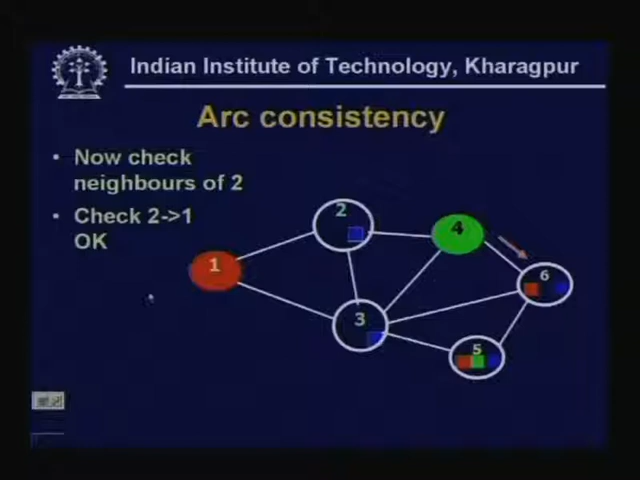 Indian Institute of Technology, Kharagpur
Arc consistency
• Now check
neighbours of 2
• Check 2->1
OK
2
4
1
6
3
5